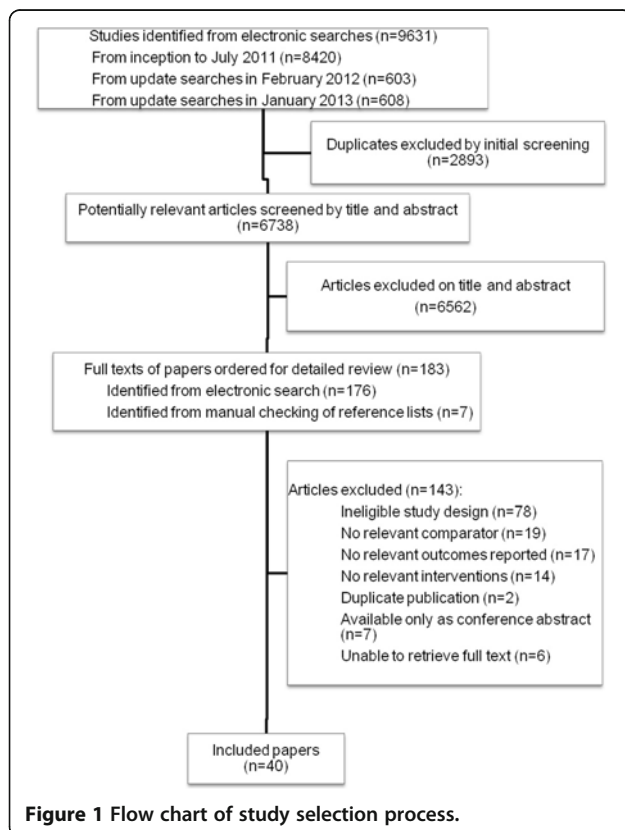 Studies identified from electronic searches (n=9631)
From inception to July 2011 (n=8420)
From update searches in February 2012 (n=603)
From update searches in January 2013 (n=608)
Duplicates excluded by initial screening
(n=2893)
Potentially relevant articles screened by title and abstract
(n=6738)
Articles excluded on title and abstract
(n=6562)
Full texts of papers ordered for detailed review (n=183)
Identified from electronic search (n=176)
Identified from manual checking of reference lists (n=7)
Articles excluded (n=143):
Ineligible study design (n=78)
No relevant comparator (n=19)
No relevant outcomes reported (n=17)
No relevant interventions (n=14)
Duplicate publication (n=2)
Available only as conference abstract
(n=7)
Unable to retrieve full text (n=6)
Included papers
(n=40)
Figure 1 Flow chart of study selection process.